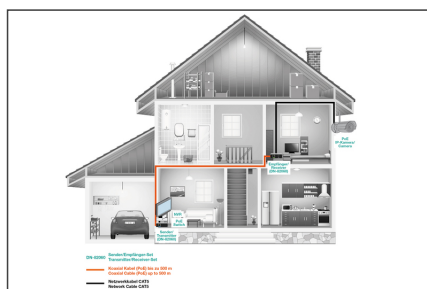 PoE
IP-Kamera/
Camera
Empfänger/
Receiver
(DN-82060)
NVR/
PoE
Switch
Sender/
Transmitter
(DN-82060)
DN-82060 Sender/Empfänger-Set
Transmitter/Receiver-Set
Koaxial Kabel (PoE) bis zu 500 m
Coaxial Cable (PoE) up to 500 m
Netzwerkkabel CAT5
Network Cable CAT5